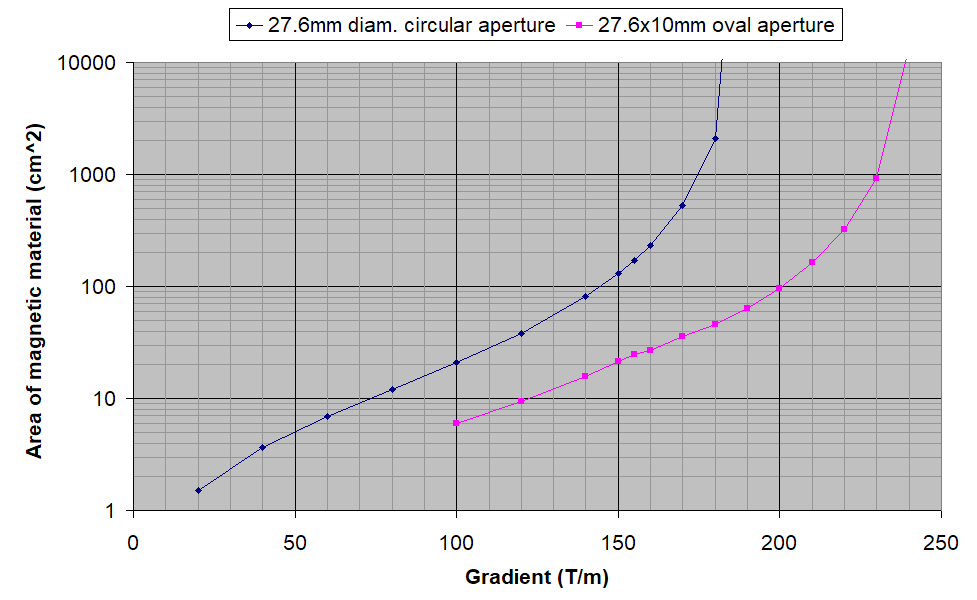 27.6mm diam. circular aperture 27.6x10mm oval aperture
10000
1000
100
10
1
Area of magnetic material (cm^2)
0 50 100 150 200 250
Gradient (T/m)